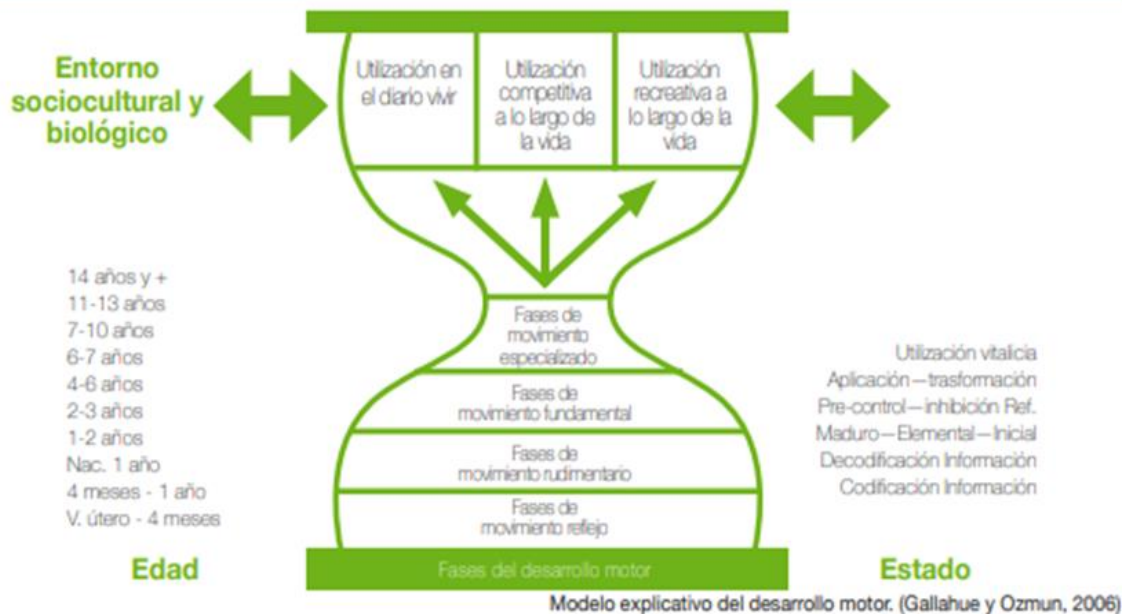 Entorno
sociocultural y
biológico
Utilización en
el diario vivir
Utilización
competitiva
a lo largo de
la vida
Utilización
recreativa a
lo largo de la
vida
14 años y +
11-13 años
7-10 años
6-7 años
4-6 años
2-3 años
1-2 años
Nac. 1 año
4 meses - 1 año
V. útero - 4 meses
Edad
Fases de
movimiento
especializado
Fases de
movimiento fundamental
Fases de
movimiento rudimentario
Fases de
movimiento reflejo
Fases del desarrollo motor
Utilización vitalicia
Aplicación—trasformación
Pre-control—inhibición Ref.
Maduro—Elemental—Inicial
Decodificación Información
Codificación Información
Estado
Modelo explicativo del desarrollo motor. (Gallahue y Ozmun, 2006)